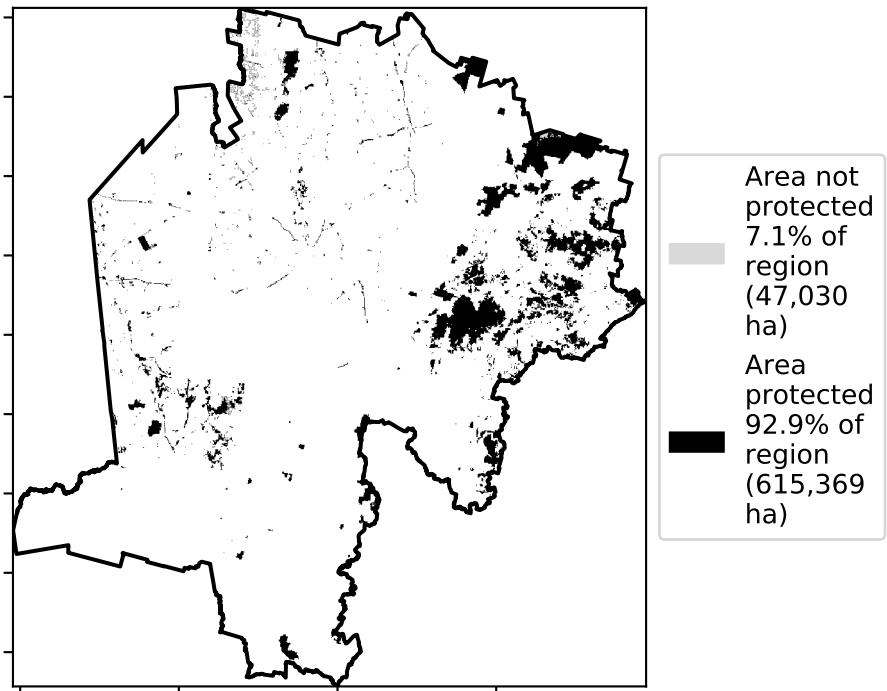 Area not
protected
7.1% of
region
(47,030
ha)
Area
protected
92.9% of
region
(615,369
ha)